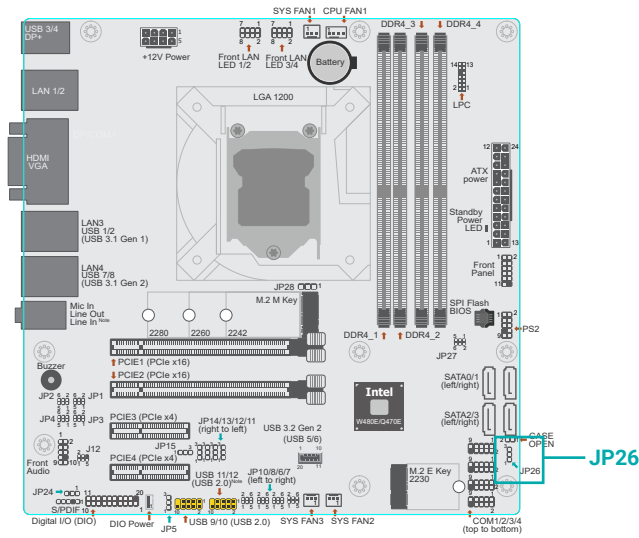 SYS FAN1 CPU FAN1
USB 3/4
DP+
+12V Power
Front LAN
LED 1/2
Front LAN
LED 3/4
Battery
DDR4_3
DDR4_4
LPC
LAN 1/2
LGA 1200
HDMI
VGA
ATX
power
Standby
Power
LED
LAN3
USB 1/2
(USB 3.1 Gen 1)
LAN4
USB 7/8
(USB 3.1 Gen 2)
Front
Panel
JP28
M.2 M Key
SPI Flash
BIOS
Mic In
Line Out
Line In Note
2280
2260
2242
DDR4_1
DDR4_2
PS2
JP27
PCIE1 (PCIe x16)
PCIE2 (PCIe x16)
Buzzer
Intel
W480E/Q470E
SATA0/1
(left/right)
JP2
JP1
JP4
JP3
PCIE3 (PCIe x4)
JP14/13/12/11
(right to left)
USB 3.2 Gen 2
(USB 5/6)
SATA2/3
(left/right)
CASE
OPEN
JP15
J12
Front
Audio
PCIE4 (PCIe x4)
USB 11/12
(USB 2.0) Note
JP10/8/6/7
(left to right)
M.2 E Key
2230
JP26
JP26
JP24
S/PDIF
Digital I/O (DIO)
DIO Power
JP5
USB 9/10 (USB 2.0)
SYS FAN3
SYS FAN2
COM1/2/3/4
(top to bottom)